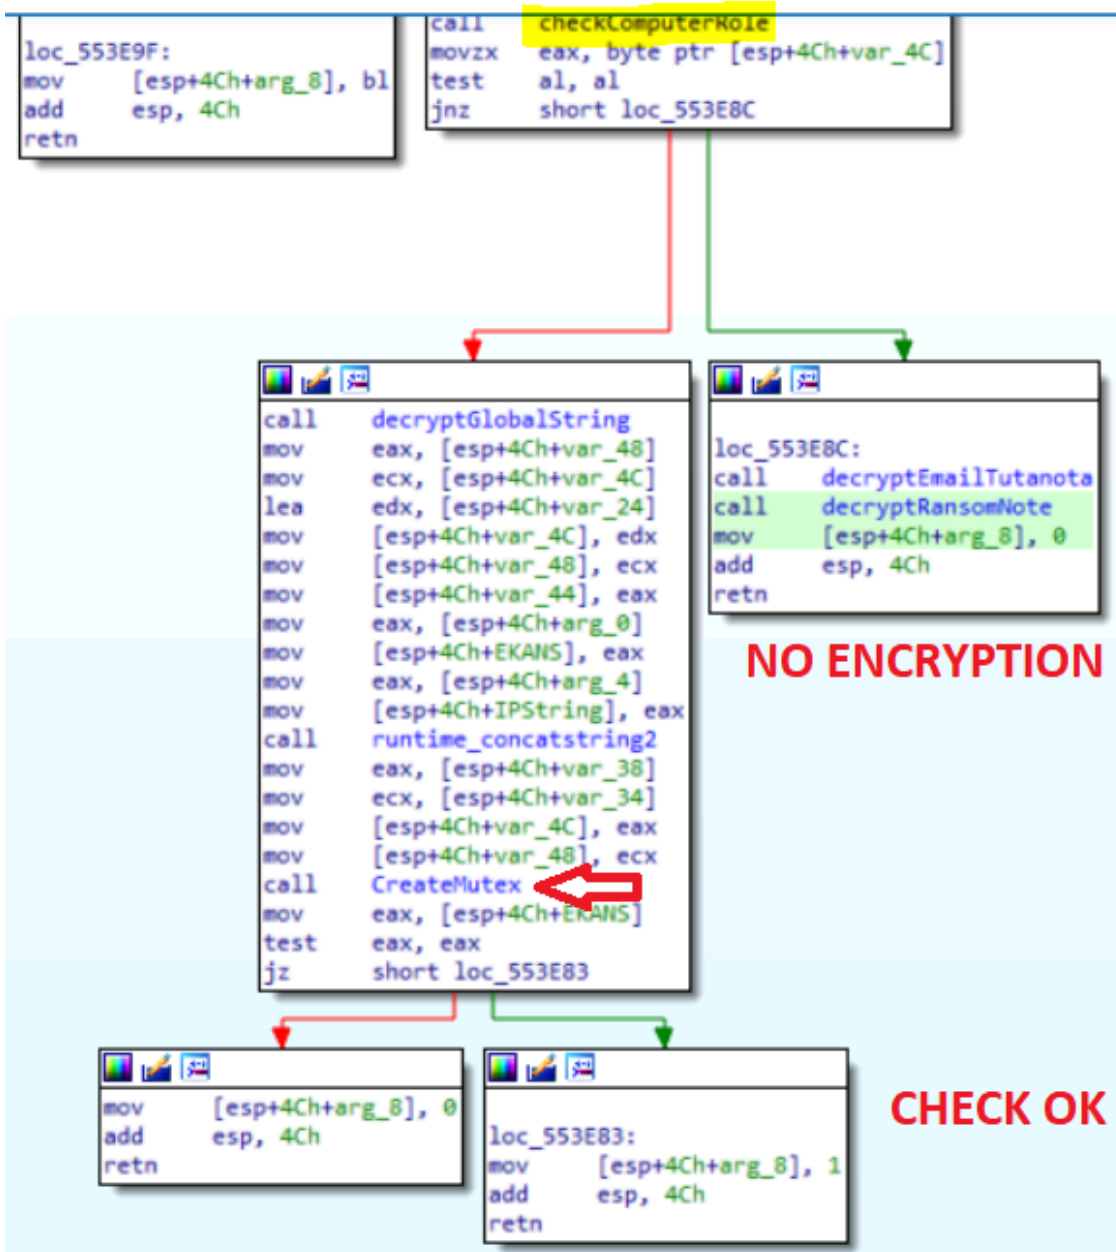 loc_553E9F:
mov [esp+4Ch+arg_8], bl
add esp, 4Ch
retn
call checkComputerRole
movzx eax, byte ptr [esp+4Ch+var_4C]
test al, al
jnz short loc_553E8C
call decryptGlobalString
mov eax, [esp+4Ch+var_48]
mov ecx, [esp+4Ch+var_4C]
lea edx, [esp+4Ch+var_24]
mov [esp+4Ch+var_4C], edx
mov [esp+4Ch+var_48], ecx
mov [esp+4Ch+var_44], eax
mov eax, [esp+4Ch+arg_0]
mov [esp+4Ch+EKANS], eax
mov eax, [esp+4Ch+arg_4]
mov [esp+4Ch+IPString], eax
call runtime_concatstring2
mov eax, [esp+4Ch+var_38]
mov ecx, [esp+4Ch+var_34]
mov [esp+4Ch+var_4C], eax
mov [esp+4Ch+var_48], ecx
call CreateMutex
mov eax, [esp+4Ch+EKANS]
test eax, eax
jz short loc_553E83
loc_553E8C:
call decryptEmailTutanota
call decryptRansomNote
mov [esp+4Ch+arg_8], 0
add esp, 4Ch
retn
NO ENCRYPTION
mov [esp+4Ch+arg_8], 0
add esp, 4Ch
retn
loc_553E83:
mov [esp+4Ch+arg_8], 1
add esp, 4Ch
retn
CHECK OK